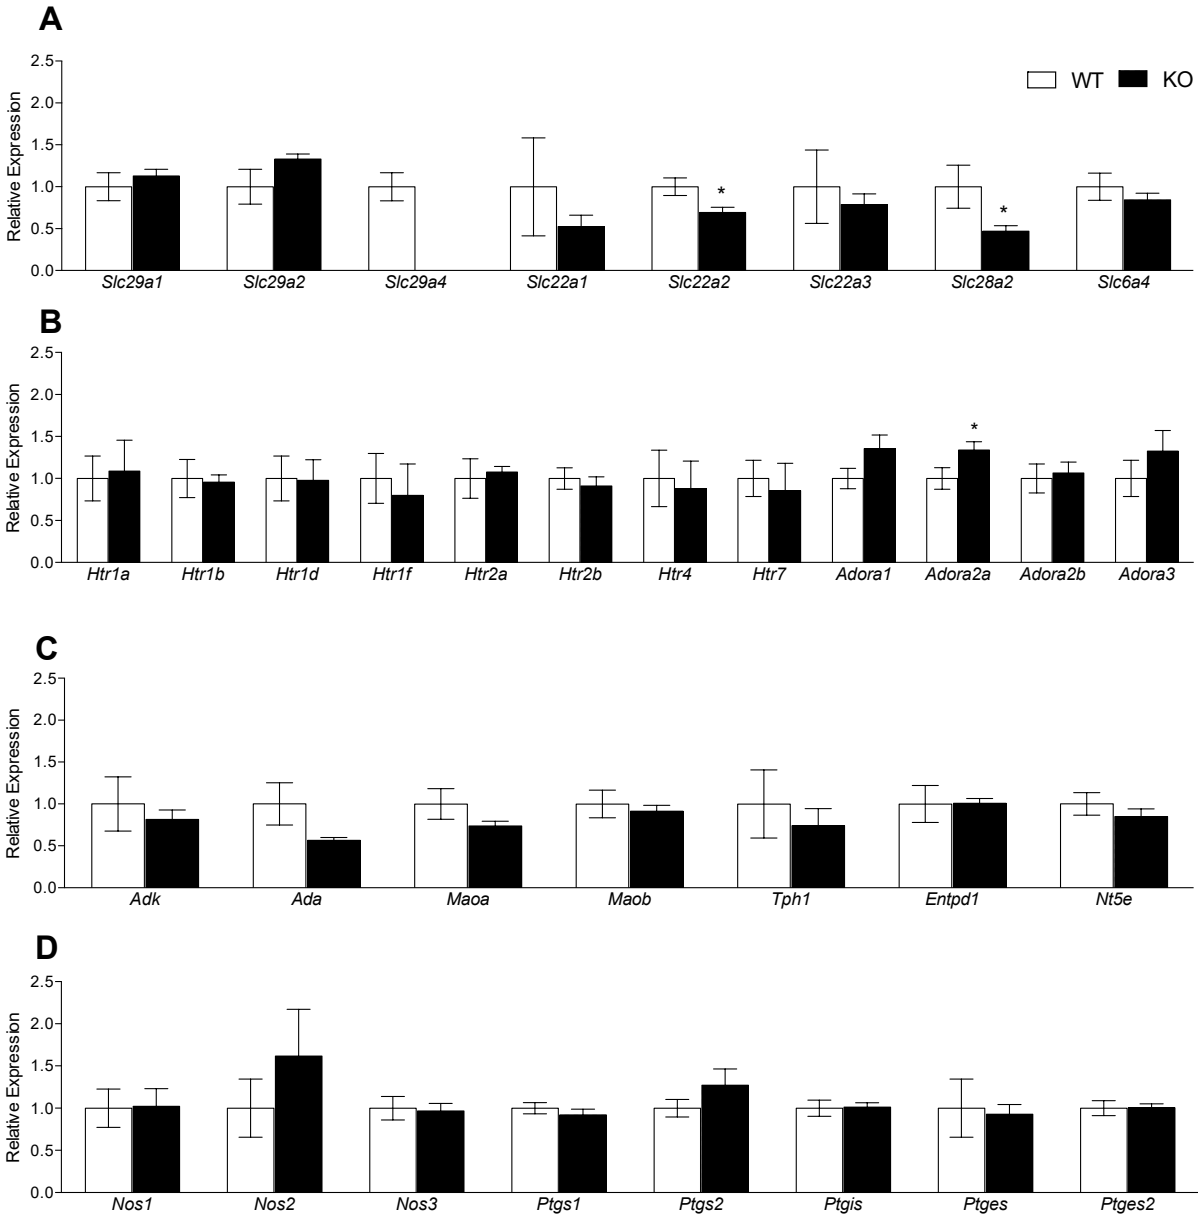 A
2.5
2.0
1.5
1.0
0.5
0.0
Relative Expression
WT KO
* *
Slc29a1 Slc29a2 Slc29a4 Slc22a1 Slc22a2 Slc22a3 Slc28a2 Slc6a4
B
2.5
2.0
1.5
1.0
0.5
0.0
Relative Expression
*
Htr1a Htr1b Htr1d Htr1f Htr2a Htr2b Htr4 Htr7 Adora1 Adora2a Adora2b Adora3
C
2.5
2.0
1.5
1.0
0.5
0.0
Relative Expression
Adk Ada Maoa Maob Tph1 Entpd1 Nt5e
D
2.5
2.0
1.5
1.0
0.5
0.0
Relative Expression
Nos1 Nos2 Nos3 Ptgs1 Ptgs2 Ptgis Ptges Ptges2